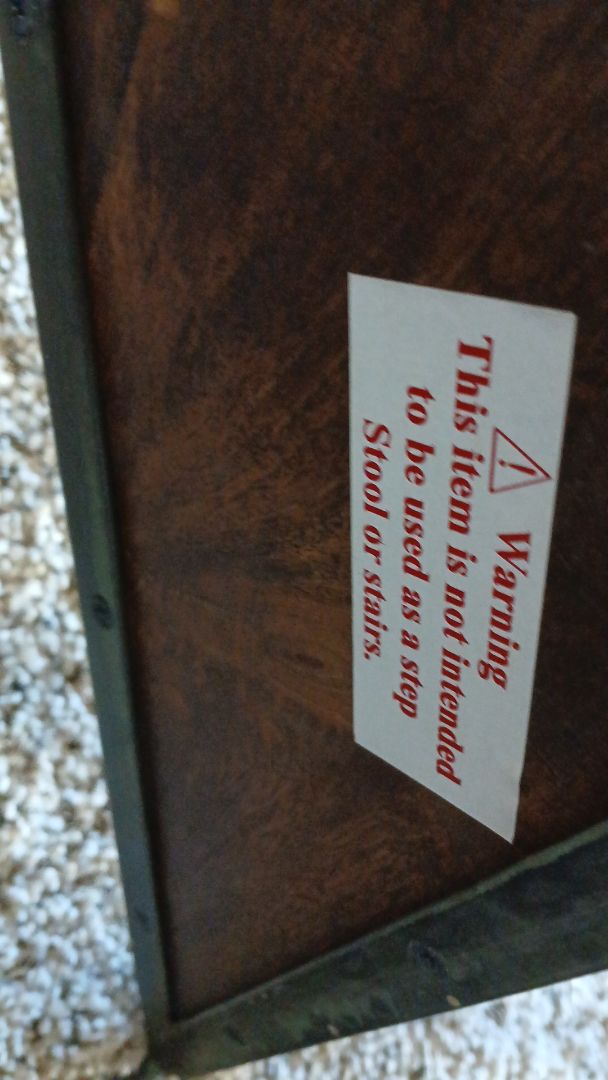 Warning
This item is not intended
to be used as a step
Stool or stairs.